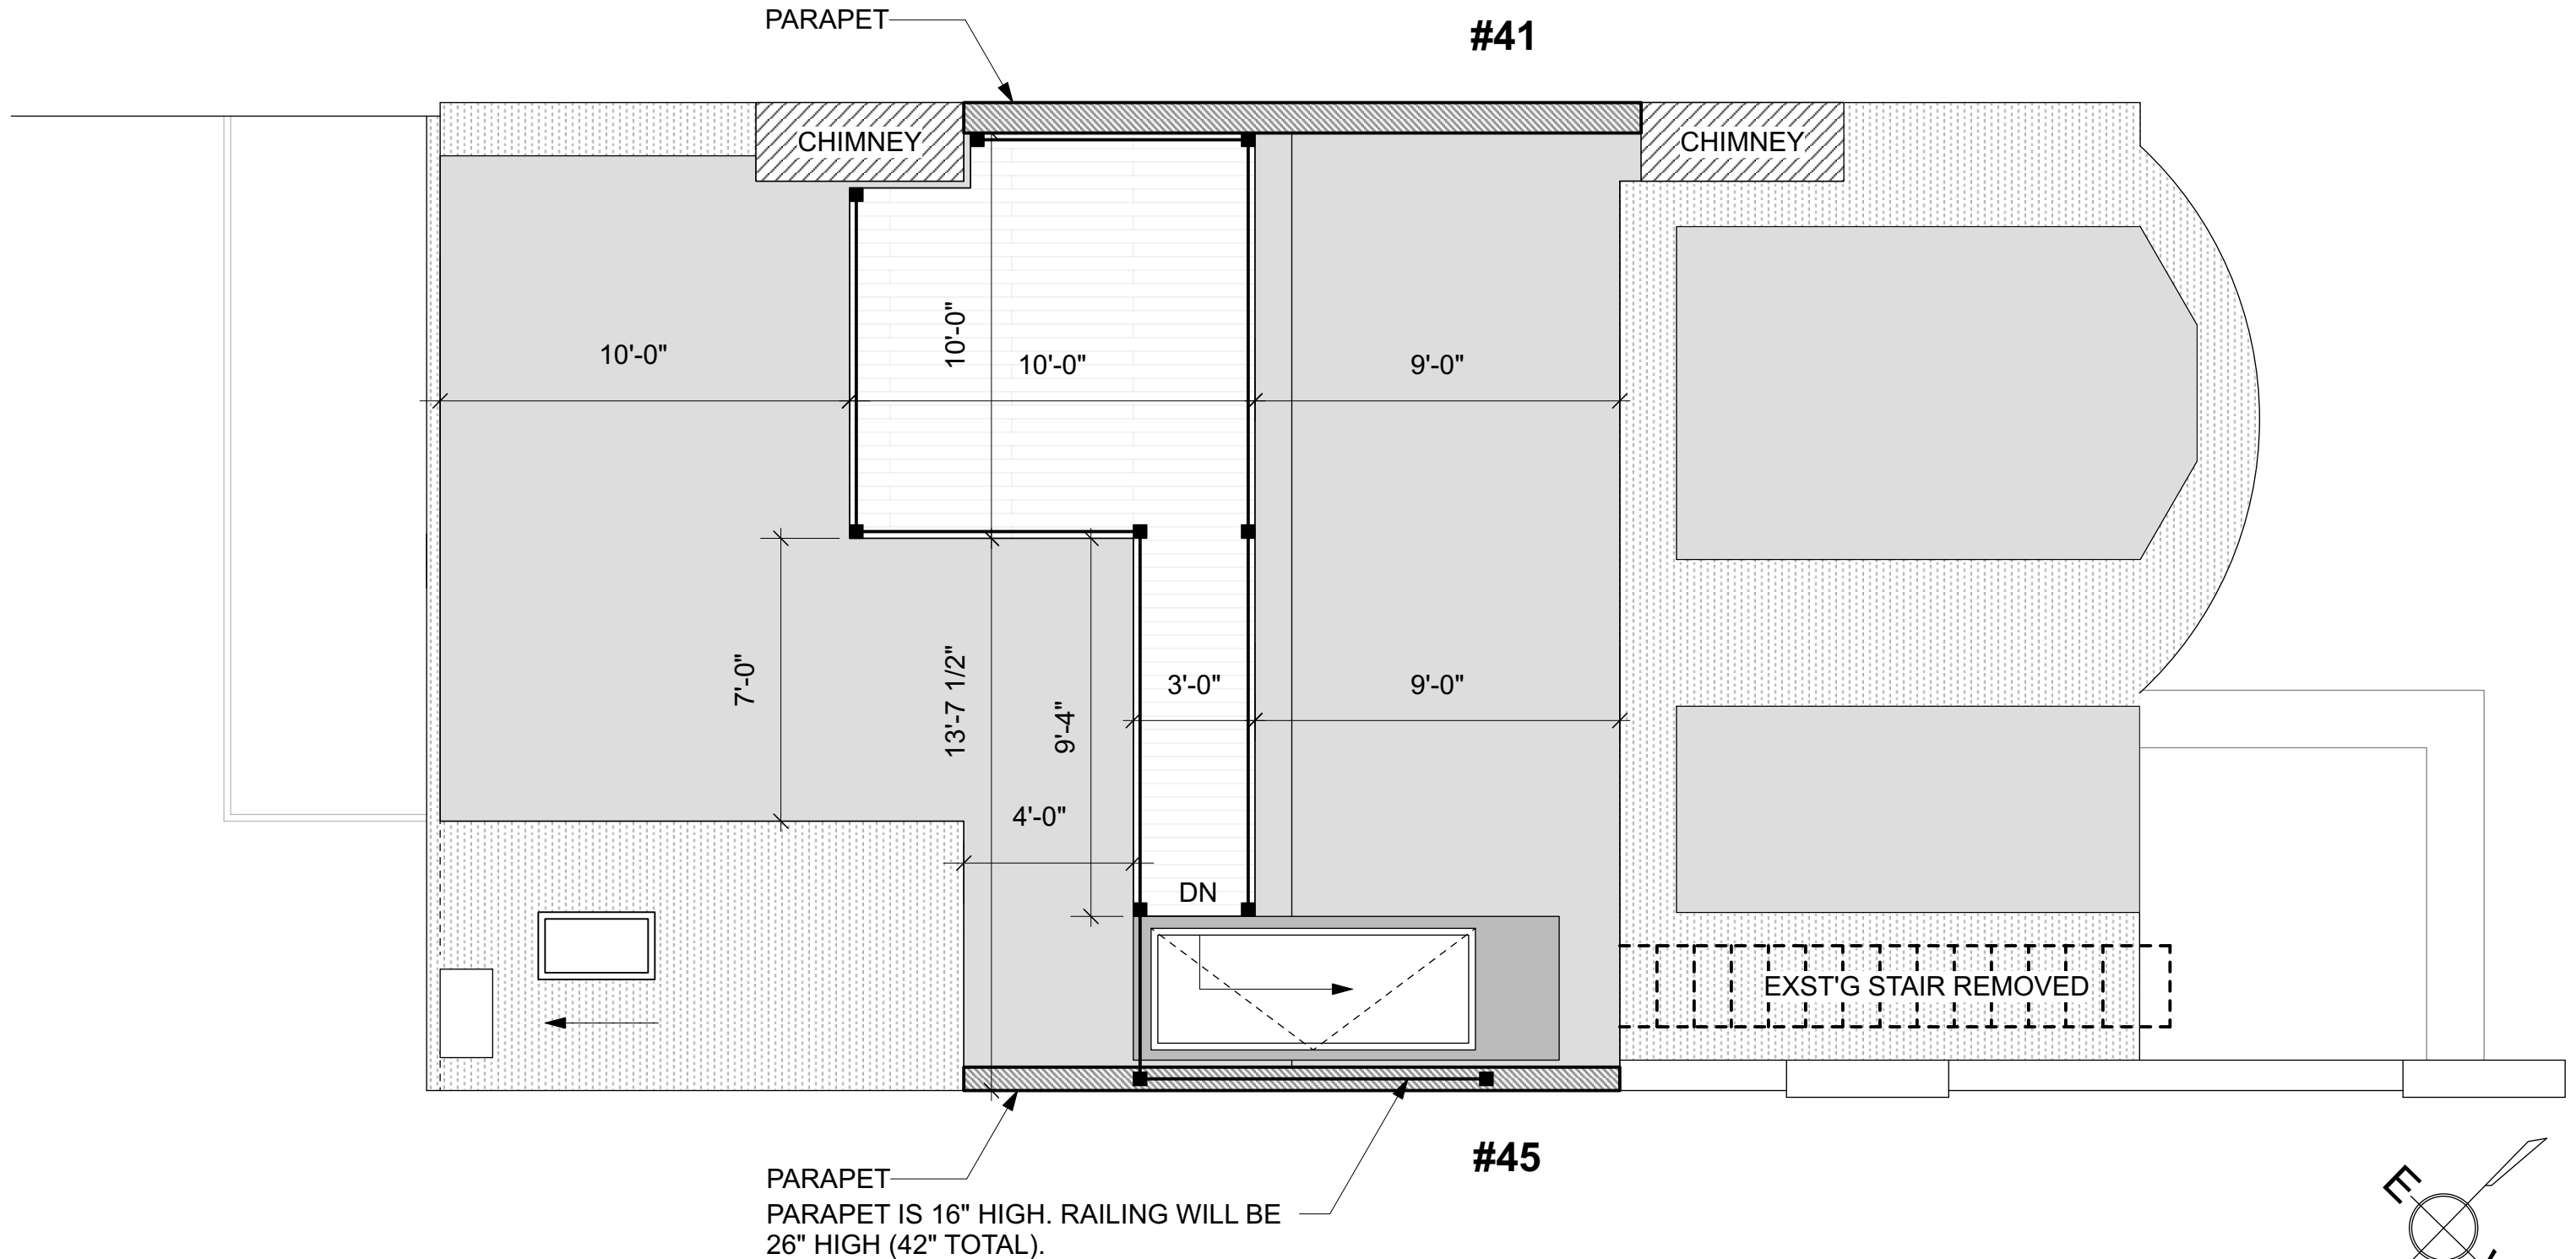 PARAPET
#41
CHIMNEY
CHIMNEY
10'-0"
10'-0"
10'-0"
9'-0"
7'-0"
13'-7 1/2"
9'-4"
3'-0"
9'-0"
4'-0"
DN
EXST'G STAIR REMOVED
#45
PARAPET
PARAPET IS 16" HIGH. RAILING WILL BE
26" HIGH (42" TOTAL).
E